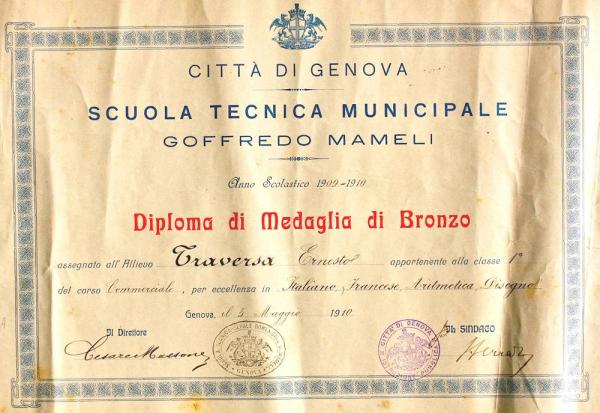 CITTÀ DI GENOVA
SCUOLA TECNICA MUNICIPALE
GOFFREDO MAMELI
Anno Scolastico 1909-1910
Diploma di Medaglia di Bronzo
assegnato all'Allievo Traversa Ernesto appartenente alla classe 1ª
del corso Commerciale, per eccellenza in Italiano, Francese, Aritmetica, Disegno
Genova, il 5 Maggio 1910
Il Direttore
IL SINDACO
Cesare Massone
CITTÀ DI GENOVA
GENOVA